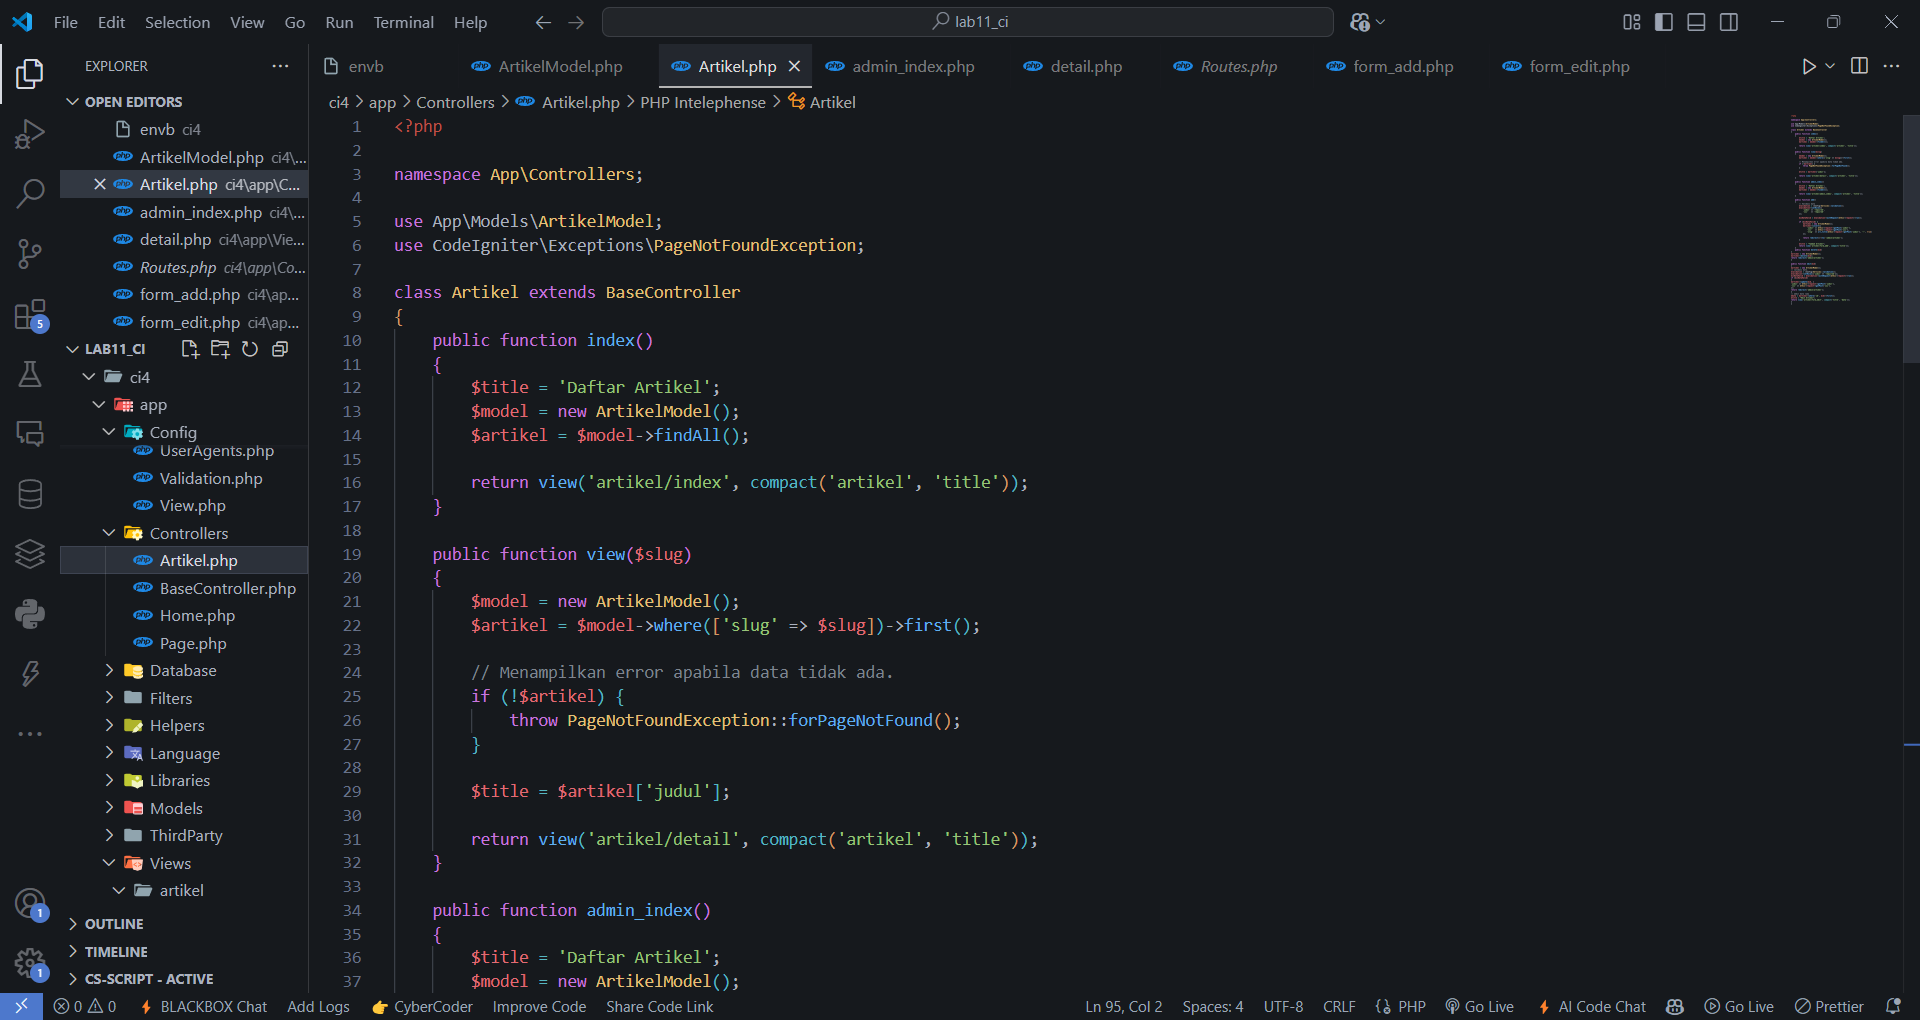 File Edit Selection View Go Run Terminal Help
lab11_ci
EXPLORER
OPEN EDITORS
envb ci4
ArtikelModel.php ci4\...
Artikel.php ci4\app\C...
admin_index.php ci4\...
detail.php ci4\app\Vie...
Routes.php ci4\app\Co...
form_add.php ci4\ap...
form_edit.php ci4\ap...
LAB11_CI
ci4
app
Config
UserAgents.php
Validation.php
View.php
Controllers
Artikel.php
BaseController.php
Home.php
Page.php
Database
Filters
Helpers
Language
Libraries
Models
ThirdParty
Views
artikel
OUTLINE
TIMELINE
CS-SCRIPT - ACTIVE
5
1
1
envb ArtikelModel.php Artikel.php admin_index.php detail.php Routes.php form_add.php form_edit.php
ci4 > app > Controllers > Artikel.php > PHP Intelephense > Artikel
1 <?php
2
3 namespace App\Controllers;
4
5 use App\Models\ArtikelModel;
6 use CodeIgniter\Exceptions\PageNotFoundException;
7
8 class Artikel extends BaseController
9 {
10 public function index()
11 {
12 $title = 'Daftar Artikel';
13 $model = new ArtikelModel();
14 $artikel = $model->findAll();
15
16 return view('artikel/index', compact('artikel', 'title'));
17 }
18
19 public function view($slug)
20 {
21 $model = new ArtikelModel();
22 $artikel = $model->where(['slug' => $slug])->first();
23
24 // Menampilkan error apabila data tidak ada.
25 if (!$artikel) {
26 throw PageNotFoundException::forPageNotFound();
27 }
28
29 $title = $artikel['judul'];
30
31 return view('artikel/detail', compact('artikel', 'title'));
32 }
33
34 public function admin_index()
35 {
36 $title = 'Daftar Artikel';
37 $model = new ArtikelModel();
0 0 BLACKBOX Chat Add Logs CyberCoder Improve Code Share Code Link Ln 95, Col 2 Spaces: 4 UTF-8 CRLF PHP Go Live AI Code Chat Go Live Prettier